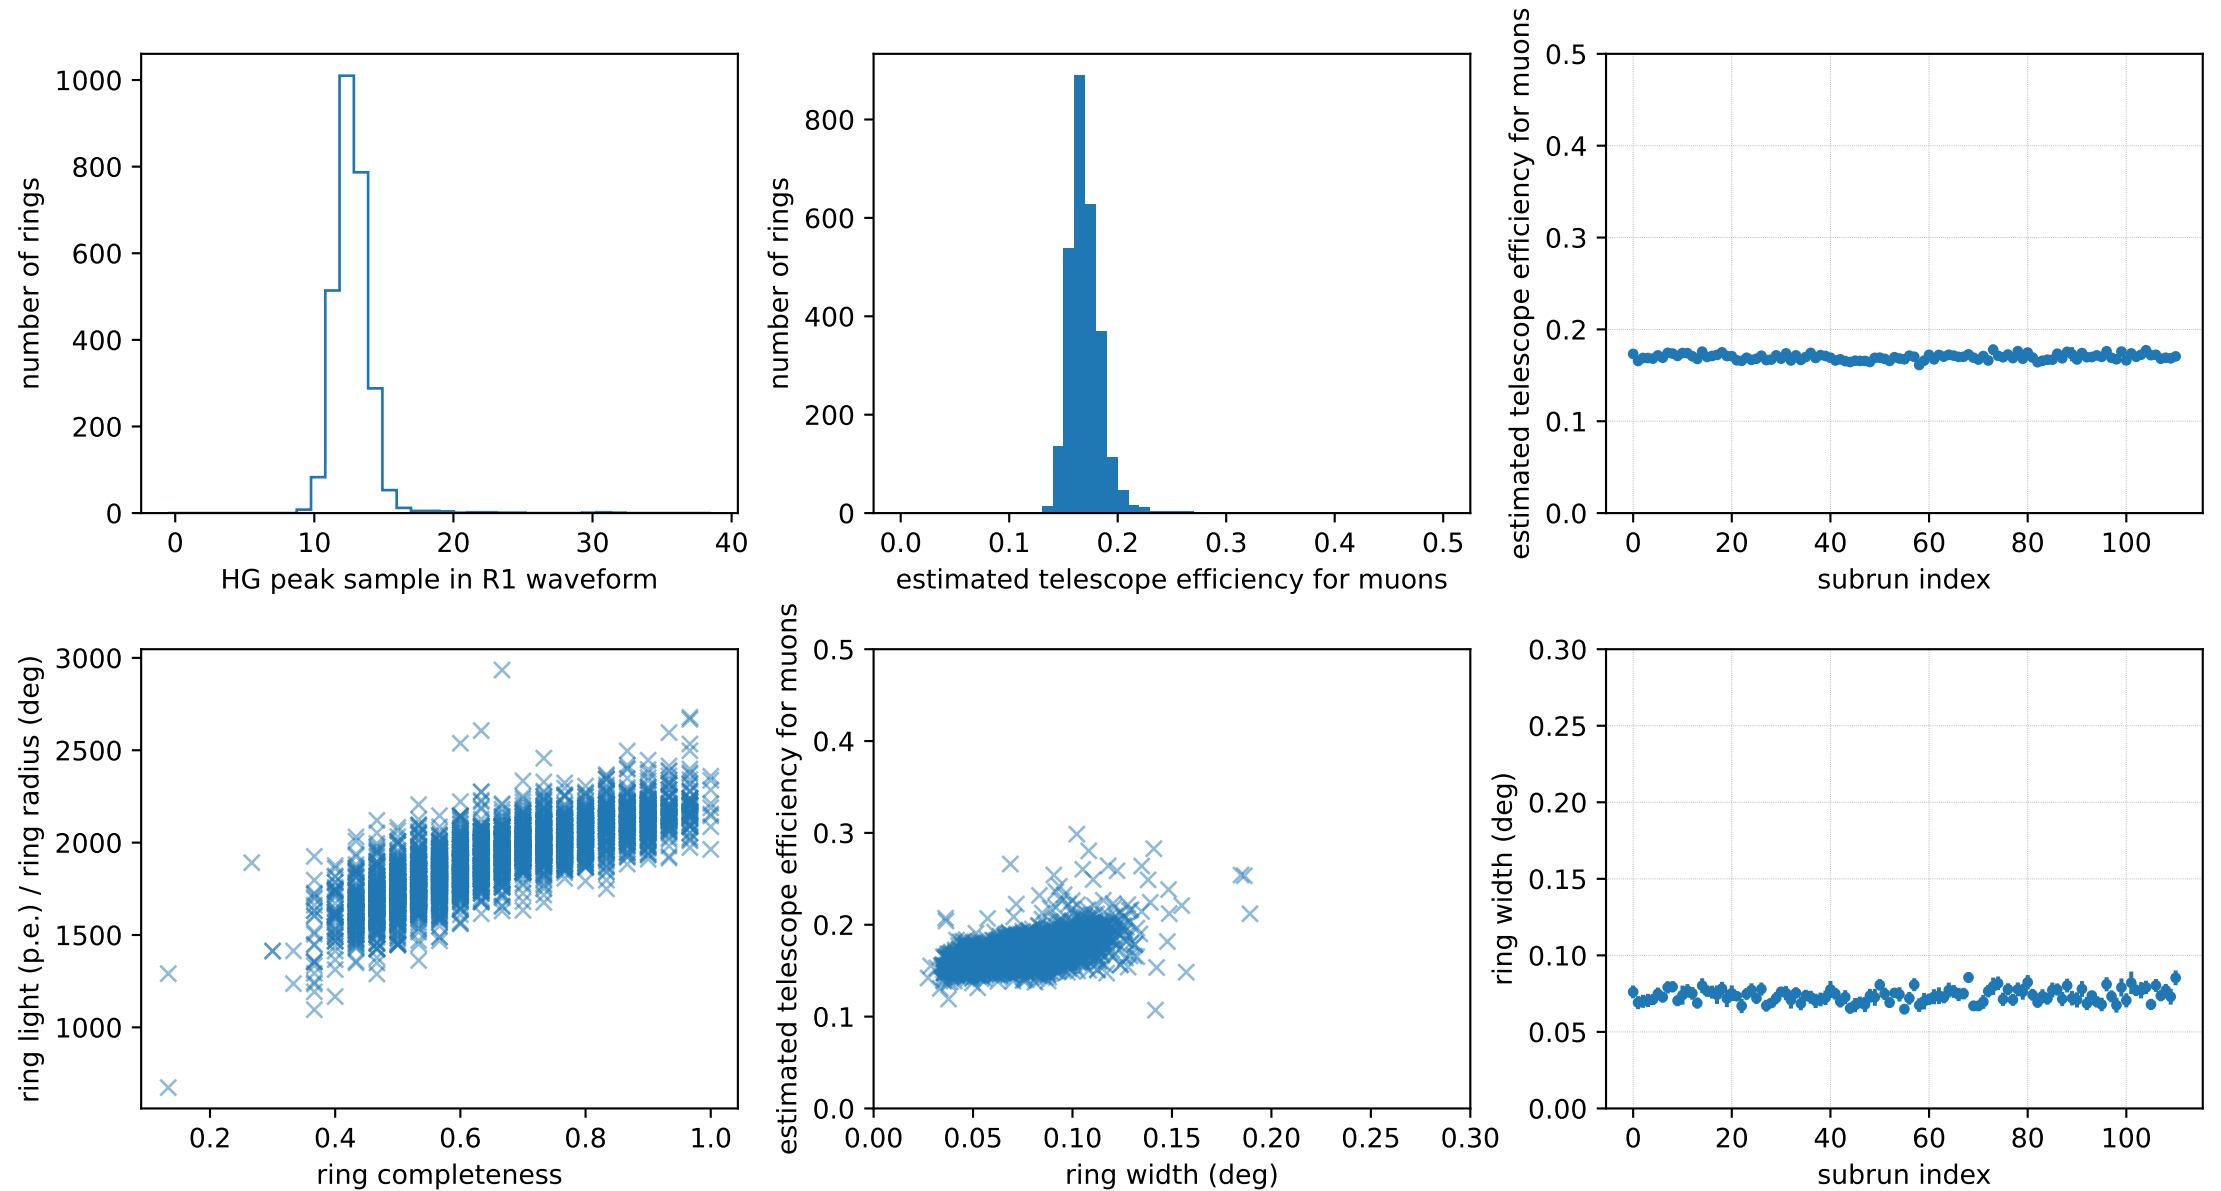 1000
800
600
400
200
0
number of rings
0 10 20 30 40
HG peak sample in R1 waveform
800
600
400
200
0
number of rings
0.0 0.1 0.2 0.3 0.4 0.5
estimated telescope efficiency for muons
0.5
0.4
0.3
0.2
0.1
0.0
estimated telescope efficiency for muons
0 20 40 60 80 100
subrun index
3000
2500
2000
1500
1000
ring light (p.e.) / ring radius (deg)
0.2 0.4 0.6 0.8 1.0
ring completeness
0.5
0.4
0.3
0.2
0.1
0.0
estimated telescope efficiency for muons
0.00 0.05 0.10 0.15 0.20 0.25 0.30
ring width (deg)
0.30
0.25
0.20
0.15
0.10
0.05
0.00
ring width (deg)
0 20 40 60 80 100
subrun index